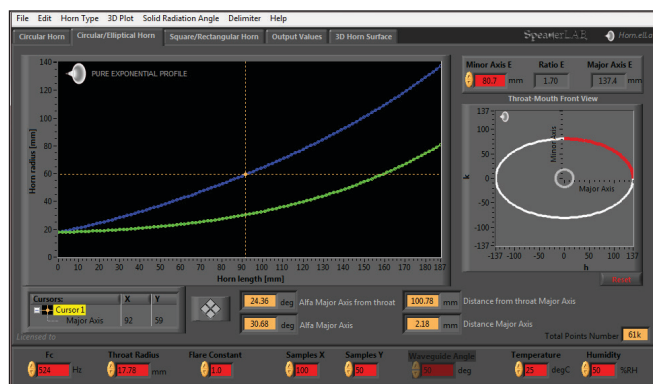 File Edit Horn Type 3D Plot Solid Radiation Angle Delimiter Help
Circular Horn Circular/Elliptical Horn Square/Rectangular Horn Output Values 3D Horn Surface SpeakerLAB Horn.ell.a
PURE EXPONENTIAL PROFILE
Horn radius [mm]
140
120
100
80
60
40
20
0
0 10 20 30 40 50 60 70 80 90 100 110 120 130 140 150 160 170 180 187
Horn length [mm]
Minor Axis E Ratio E Major Axis E
80.7 mm 1.70 137.4 mm
Throat-Mouth Front View
137
100
50
0
-50
-100
-137
k
Minor Axis
Major Axis
-137 -100 -50 0 50 100 137
h
Cursors: X Y
Cursor 1
Major Axis 92 59
Licensed to
24.36 deg Alfa Major Axis from throat 100.78 mm Distance from throat Major Axis
30.68 deg Alfa Major Axis 2.18 mm Distance Major Axis
Total Points Number 61k
Fc Throat Radius Flare Constant Samples X Samples Y Waveguide Angle Temperature Humidity
524 Hz 17.78 mm 1.0 100 50 50 deg 25 degC 50 %RH